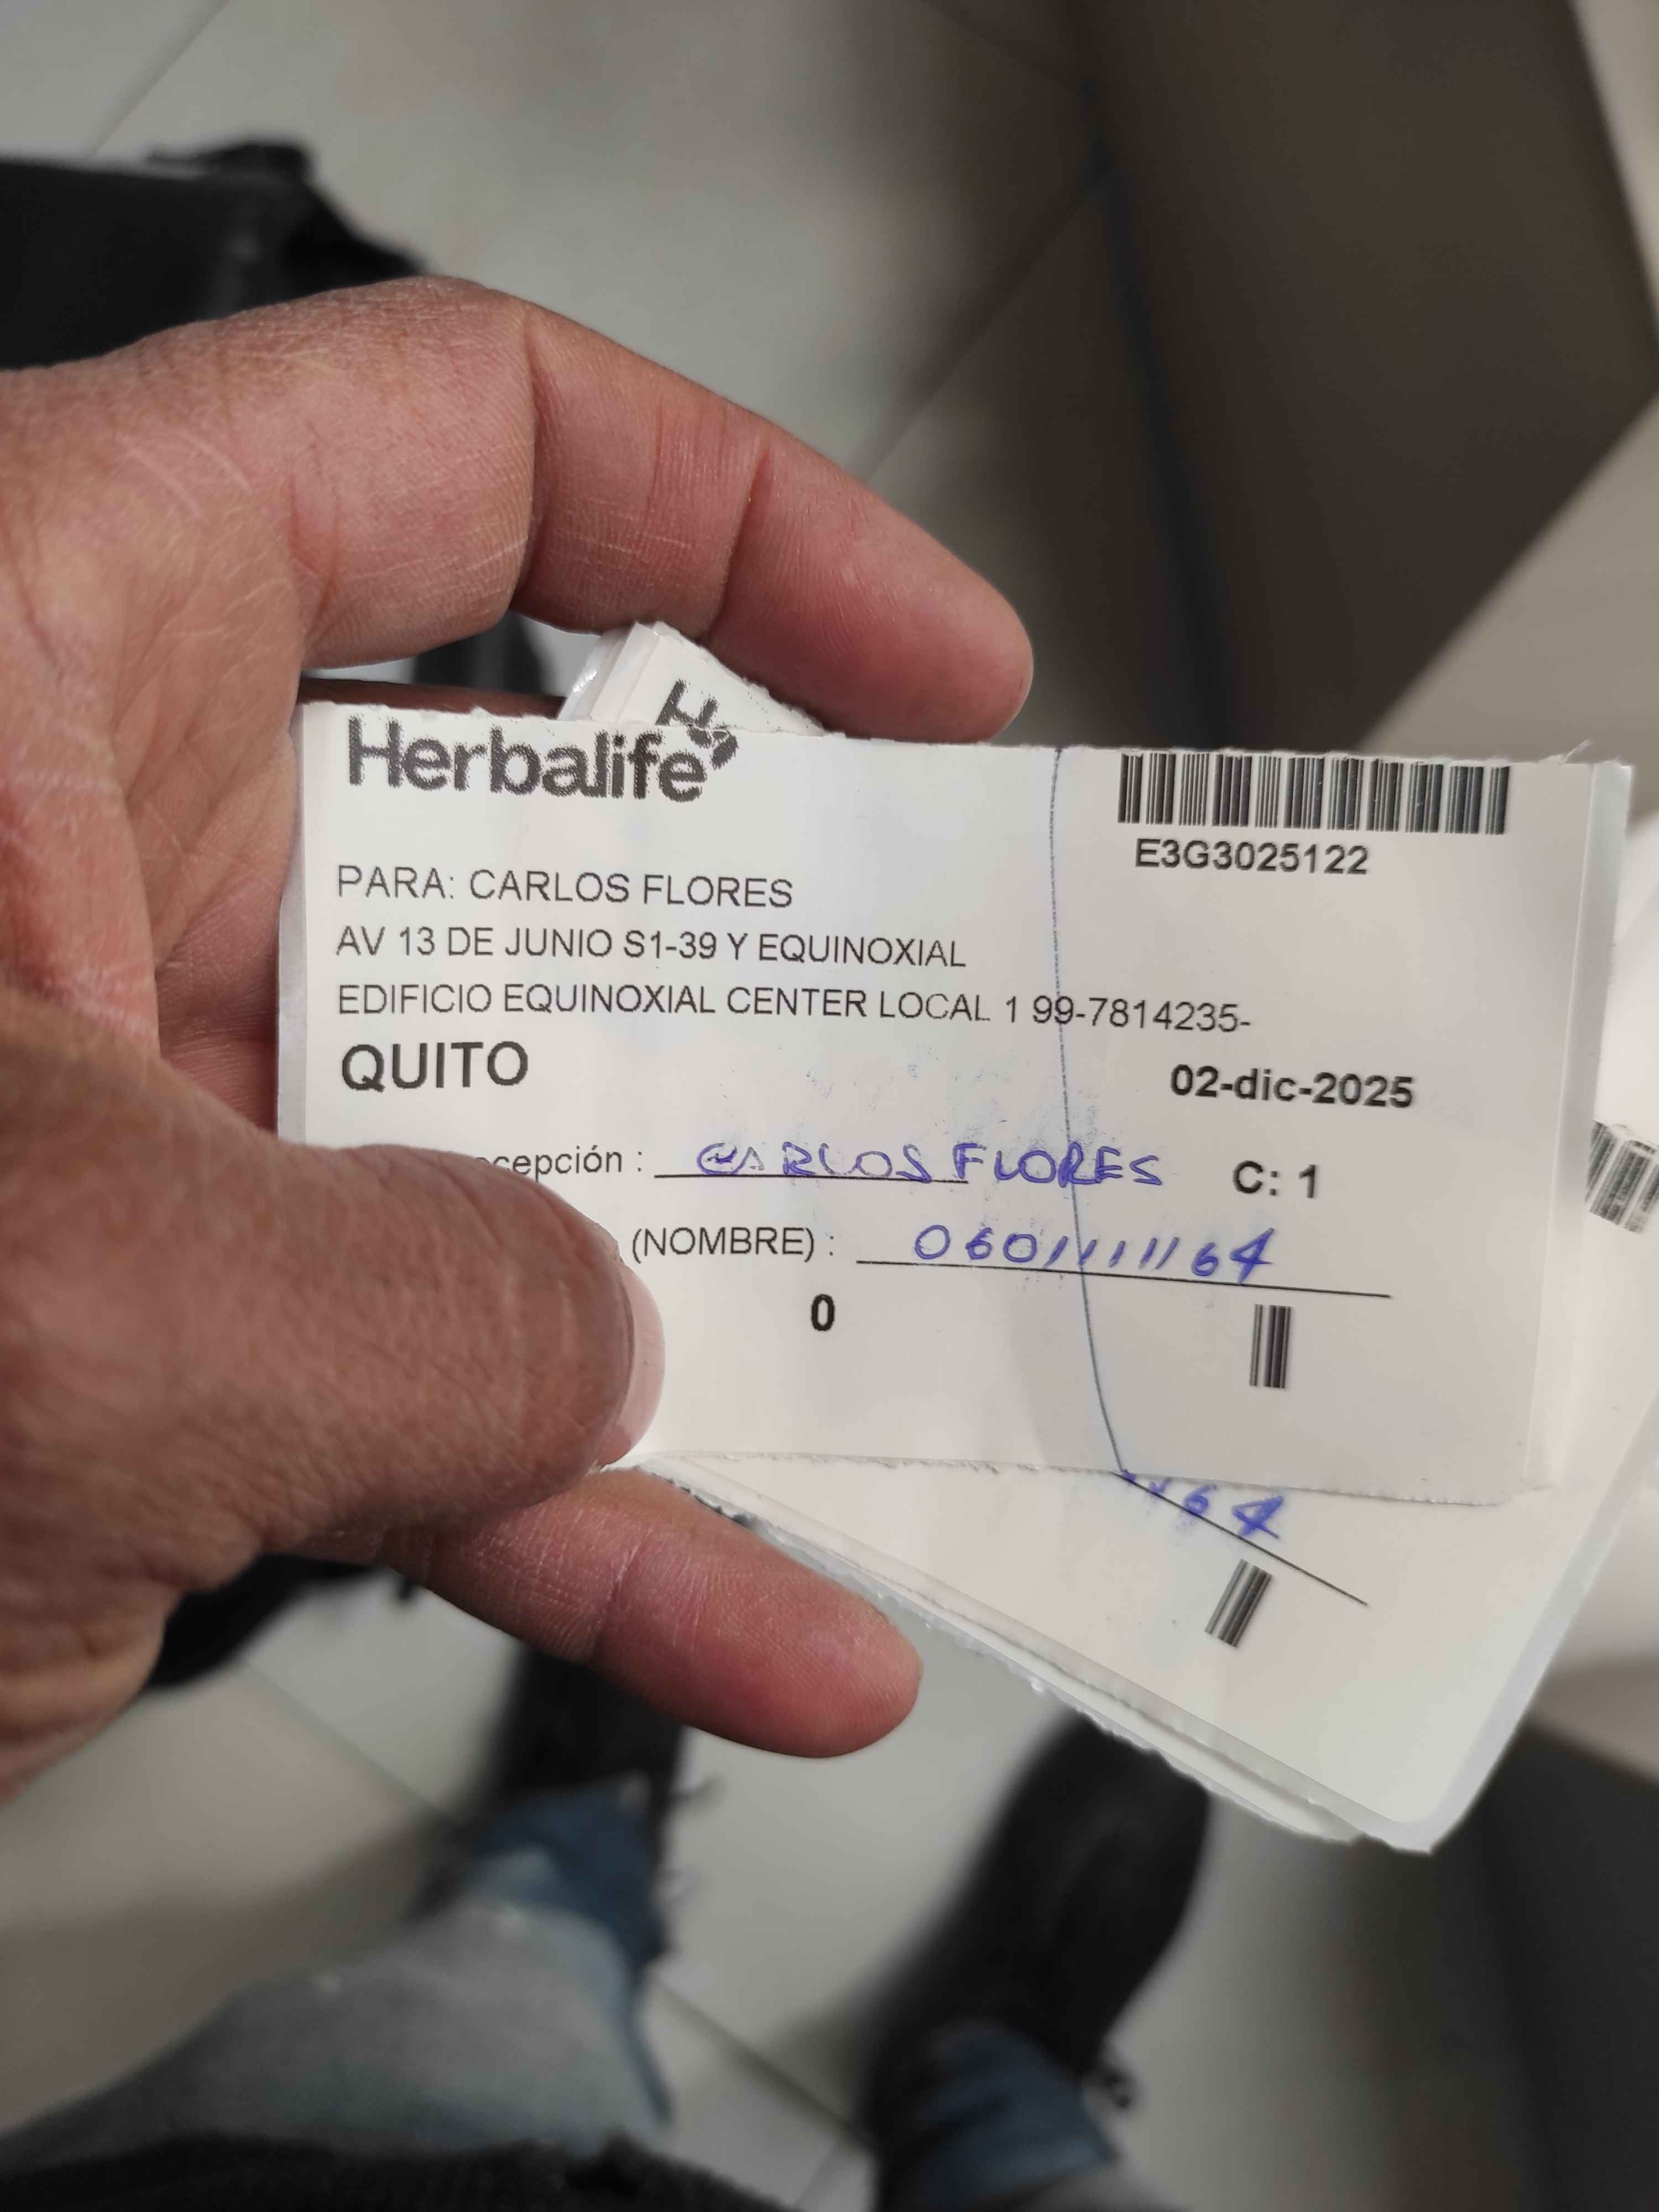 Herbalife
E3G3025122
PARA: CARLOS FLORES
AV 13 DE JUNIO S1-39 Y EQUINOXIAL
EDIFICIO EQUINOXIAL CENTER LOCAL 1 99-7814235-
QUITO
02-dic-2025
cepción : CARLOS FLORES C: 1
(NOMBRE) : 0601111164
0
64